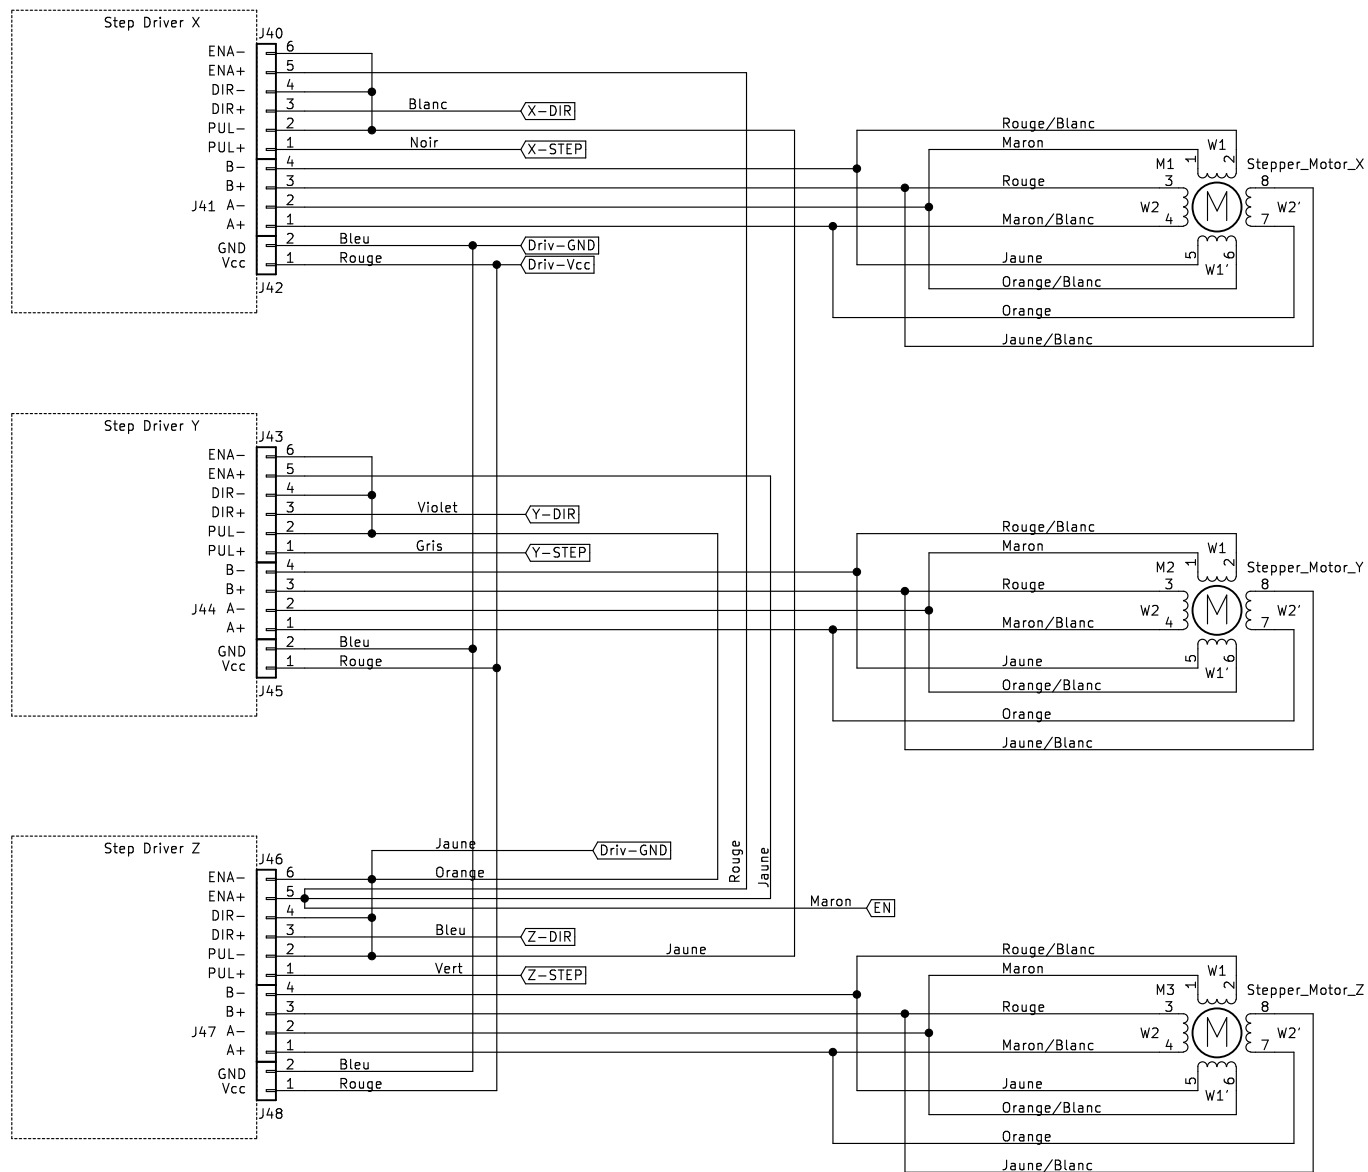 Step Driver X
J40
ENA- 6
ENA+ 5
DIR- 4
DIR+ 3 Blanc X-DIR
PUL- 2
PUL+ 1 Noir X-STEP
B- 4
B+ 3
J41 A- 2
A+ 1
GND 2 Bleu Driv-GND
Vcc 1 Rouge Driv-Vcc
J42
Rouge/Blanc
Maron
Rouge
Maron/Blanc
Jaune
Orange/Blanc
Orange
Jaune/Blanc
W1
1 2
M1 Stepper_Motor_X
3 8
W2 M W2'
4 7
5 6
W1'
Step Driver Y
J43
ENA- 6
ENA+ 5
DIR- 4
DIR+ 3 Violet Y-DIR
PUL- 2
PUL+ 1 Gris Y-STEP
B- 4
B+ 3
J44 A- 2
A+ 1
GND 2 Bleu
Vcc 1 Rouge
J45
Rouge/Blanc
Maron
Rouge
Maron/Blanc
Jaune
Orange/Blanc
Orange
Jaune/Blanc
W1
1 2
M2 Stepper_Motor_Y
3 8
W2 M W2'
4 7
5 6
W1'
Step Driver Z
J46
Jaune Driv-GND
ENA- 6 Orange
Rouge
Jaune
ENA+ 5
Maron EN
DIR- 4
DIR+ 3 Bleu Z-DIR
PUL- 2 Jaune
PUL+ 1 Vert Z-STEP
B- 4
B+ 3
J47 A- 2
A+ 1
GND 2 Bleu
Vcc 1 Rouge
J48
Rouge/Blanc
Maron
Rouge
Maron/Blanc
Jaune
Orange/Blanc
Orange
Jaune/Blanc
W1
1 2
M3 Stepper_Motor_Z
3 8
W2 M W2'
4 7
5 6
W1'